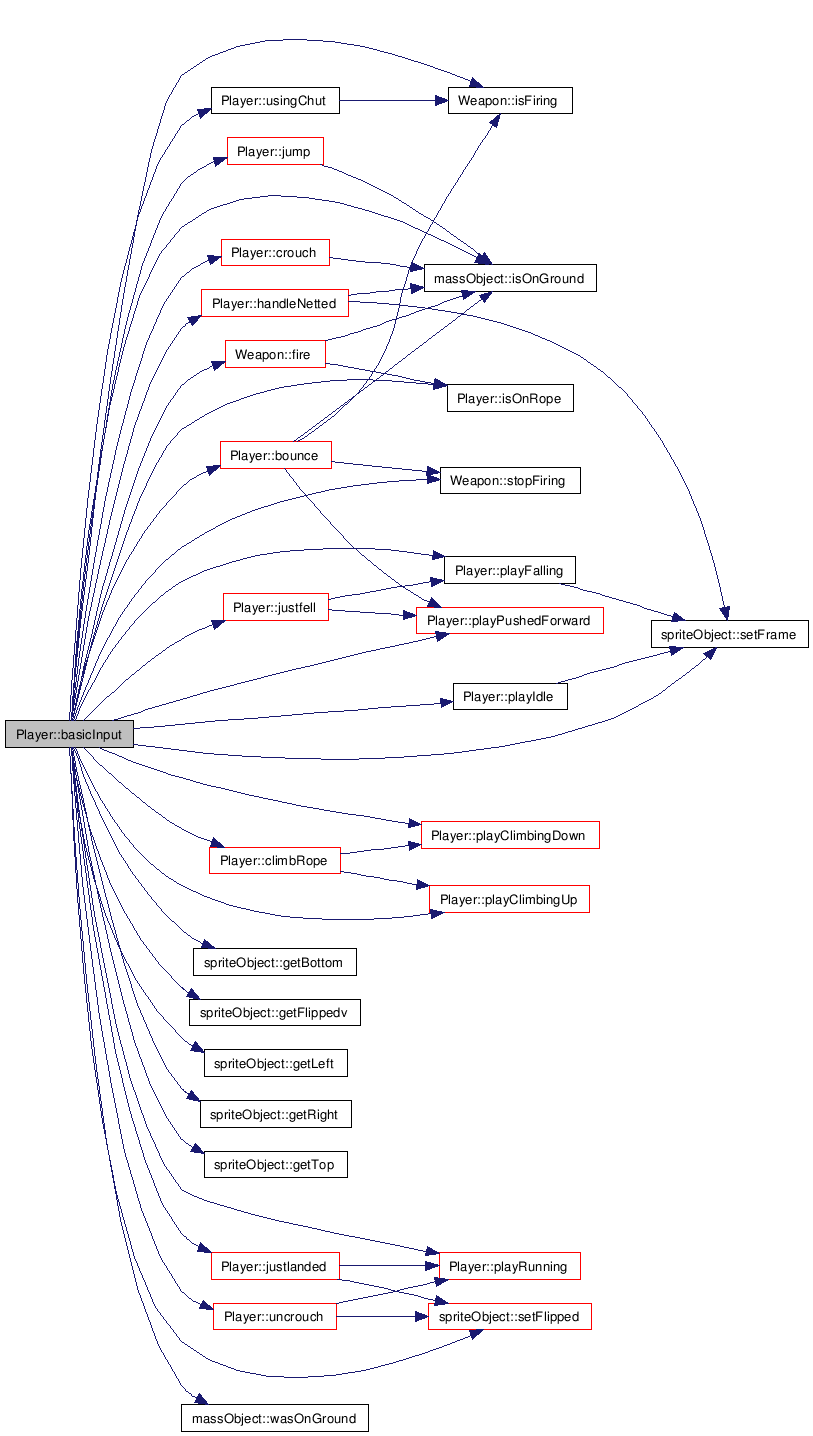 Player::usingChut
Weapon::isFiring
Player::jump
Player::crouch
massObject::isOnGround
Player::handleNetted
Weapon::fire
Player::isOnRope
Player::bounce
Weapon::stopFiring
Player::playFalling
Player::justfell
Player::playPushedForward
spriteObject::setFrame
Player::playIdle
Player::basicInput
Player::playClimbingDown
Player::climbRope
Player::playClimbingUp
spriteObject::getBottom
spriteObject::getFlippedv
spriteObject::getLeft
spriteObject::getRight
spriteObject::getTop
Player::justlanded
Player::playRunning
Player::uncrouch
spriteObject::setFlipped
massObject::wasOnGround